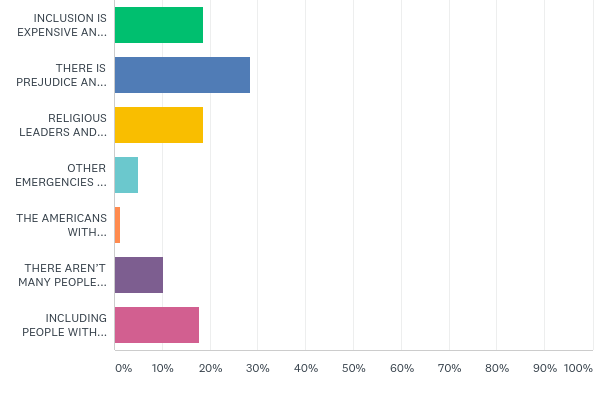 INCLUSION IS
EXPENSIVE AN...
THERE IS
PREJUDICE AN...
RELIGIOUS
LEADERS AND...
OTHER
EMERGENCIES ...
THE AMERICANS
WITH...
THERE AREN'T
MANY PEOPLE...
INCLUDING
PEOPLE WITH...
0% 10% 20% 30% 40% 50% 60% 70% 80% 90% 100%